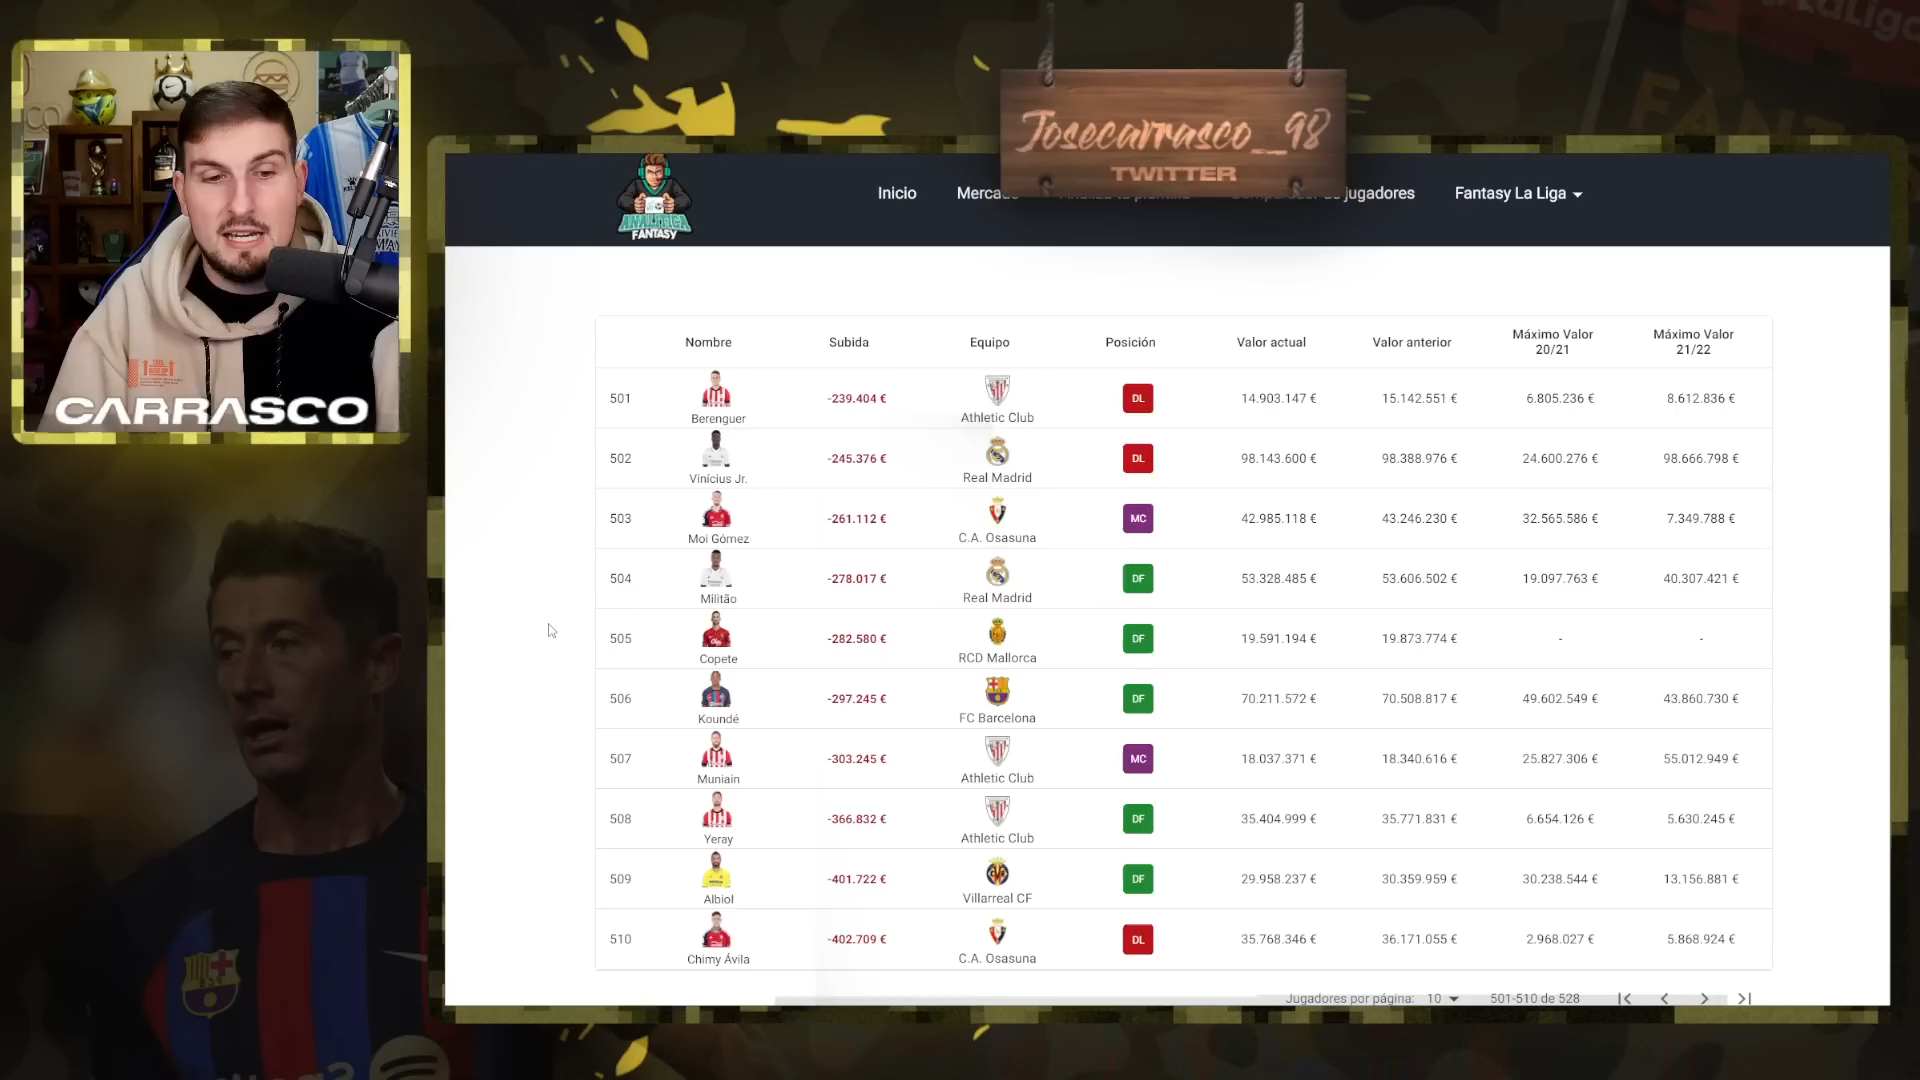 Josecarrasco_98
TWITTER
Inicio
Mercado
jugadores
Fantasy La Liga
ANALÍTICA
FANTASY
CARRASCO
Nombre Subida Equipo Posición Valor actual Valor anterior Máximo Valor 20/21 Máximo Valor 21/22
501 Berenguer -239.404 € Athletic Club DL 14.903.147 € 15.142.551 € 6.805.236 € 8.612.836 €
502 Vinícius Jr. -245.376 € Real Madrid DL 98.143.600 € 98.388.976 € 24.600.276 € 98.666.798 €
503 Moi Gómez -261.112 € C.A. Osasuna MC 42.985.118 € 43.246.230 € 32.565.586 € 7.349.788 €
504 Militão -278.017 € Real Madrid DF 53.328.485 € 53.606.502 € 19.097.763 € 40.307.421 €
505 Copete -282.580 € RCD Mallorca DF 19.591.194 € 19.873.774 € - -
506 Koundé -297.245 € FC Barcelona DF 70.211.572 € 70.508.817 € 49.602.549 € 43.860.730 €
507 Muniain -303.245 € Athletic Club MC 18.037.371 € 18.340.616 € 25.827.306 € 55.012.949 €
508 Yeray -366.832 € Athletic Club DF 35.404.999 € 35.771.831 € 6.654.126 € 5.630.245 €
509 Albiol -401.722 € Villarreal CF DF 29.958.237 € 30.359.959 € 30.238.544 € 13.156.881 €
510 Chimy Ávila -402.709 € C.A. Osasuna DL 35.768.346 € 36.171.055 € 2.968.027 € 5.868.924 €
Jugadores por página: 10 501-510 de 528